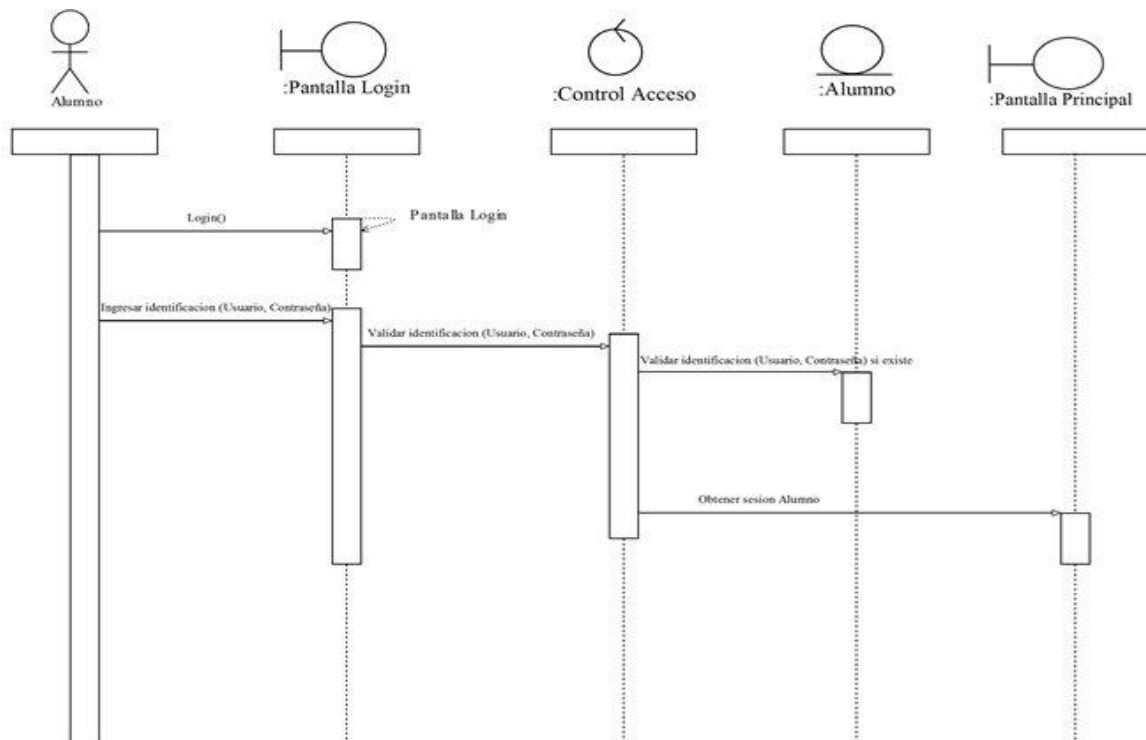 Alumno
:Pantalla Login
:Control Acceso
:Alumno
:Pantalla Principal
Login()
Pantalla Login
Ingresar identificacion (Usuario, Contraseña)
Validar identificacion (Usuario, Contraseña)
Validar identificacion (Usuario, Contraseña) si existe
Obtener sesion Alumno